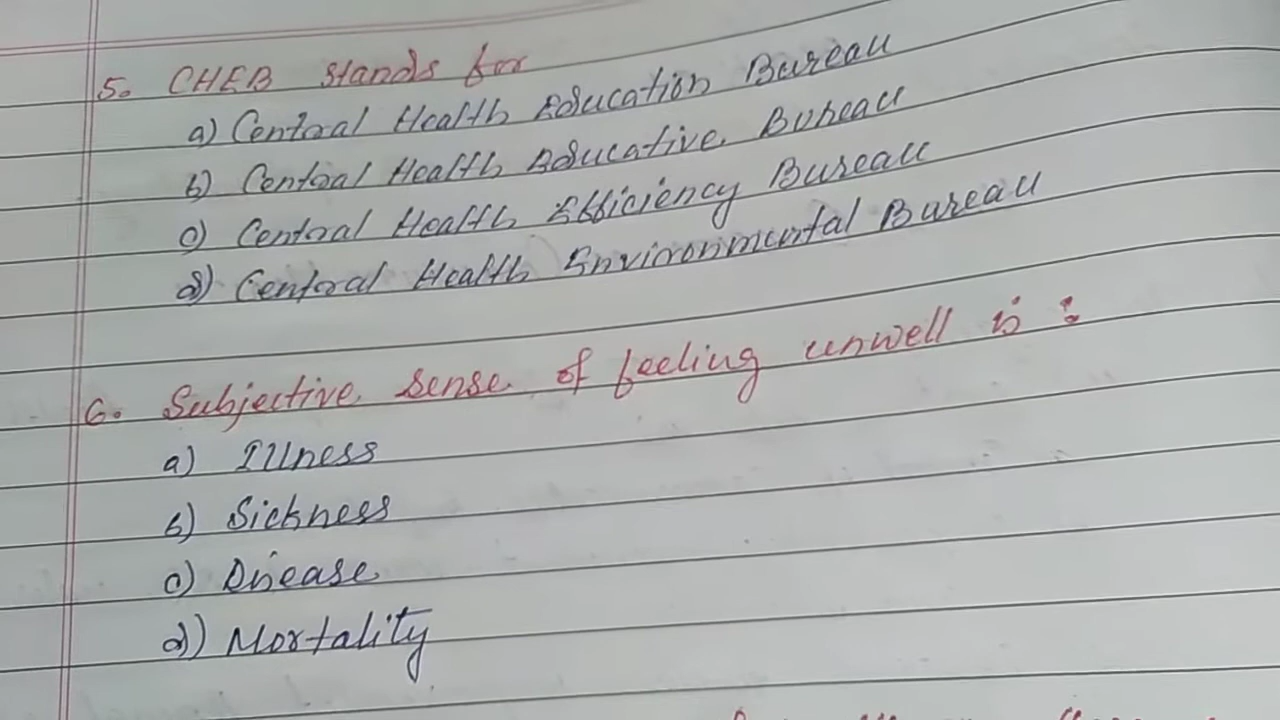 5. CHEB stands for
a) Central Health Education Bureau
b) Central Health Educative Bureau
c) Central Health Efficiency Bureau
d) Central Health Environmental Bureau
6. Subjective sense of feeling unwell is :
a) Illness
b) Sickness
c) Disease
d) Mortality